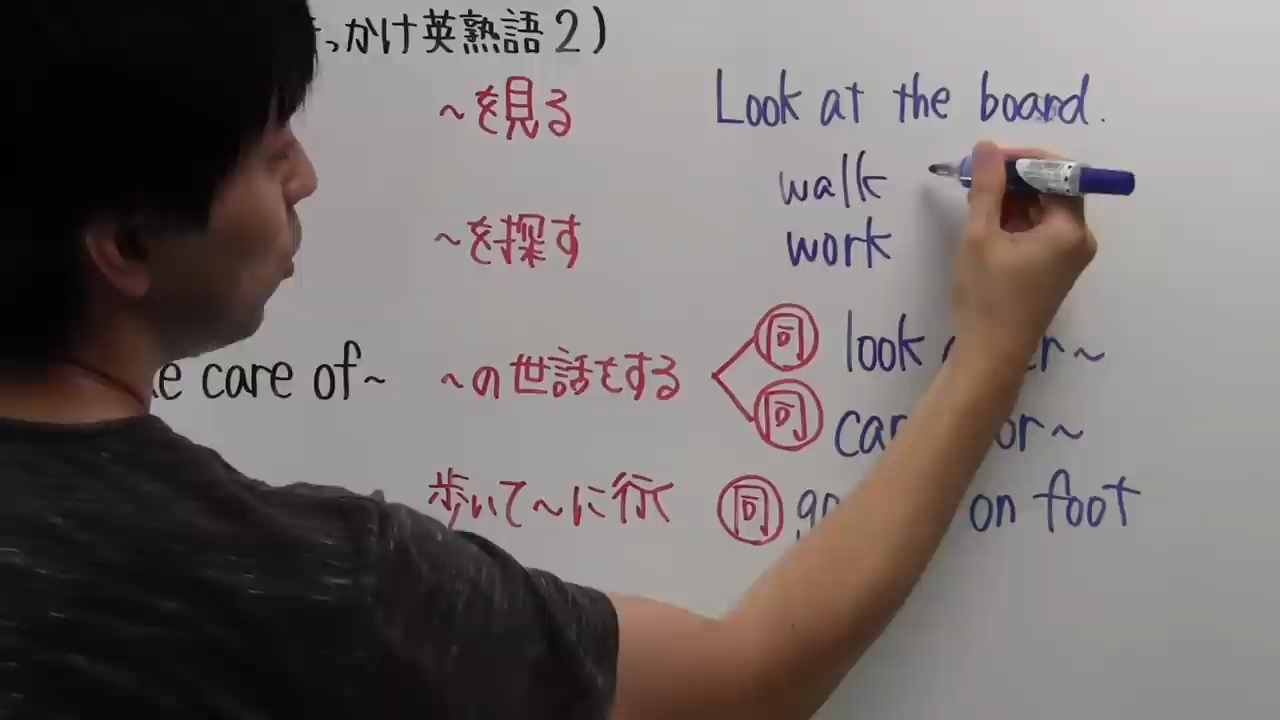 っかけ英熟語2)
~を見る Look at the board.
walk
~を探す work
care of~ ~の世話をする 同 look
同
歩いて~に行く 同 on foot